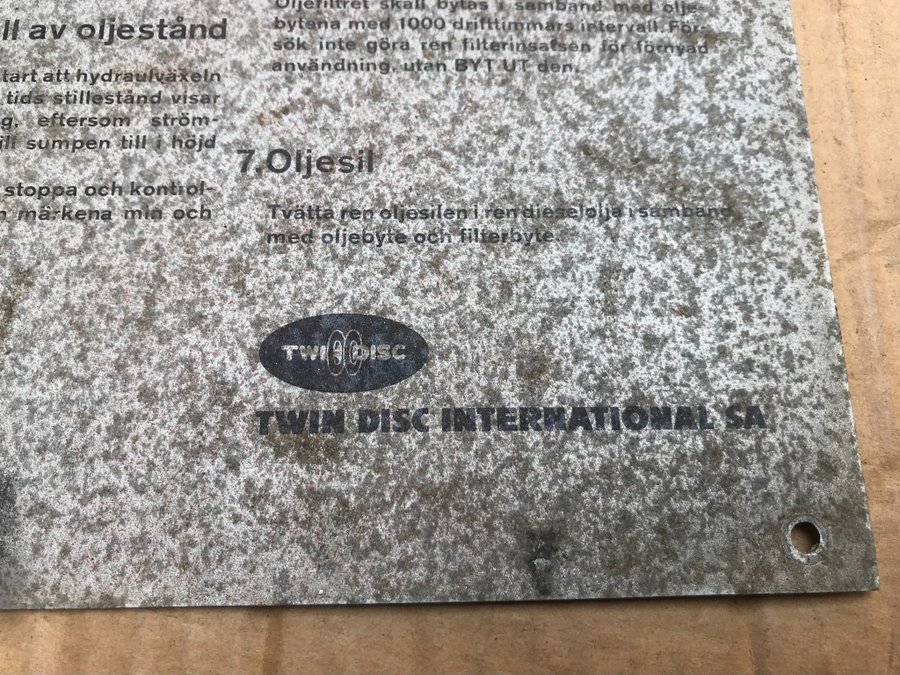 ll av oljestånd
tart att hydraulväxeln
tids stillestånd visar
g, eftersom ström-
ill sumpen till i höjd
stoppa och kontrol-
n märkena min och
Oljefiltret skall bytas i samband med olje-
bytena med 1000 drifttimmars intervall. För-
sök inte göra ren filterinsatsen för förnyad
användning, utan BYT UT den.
7. Oljesil
Tvätta ren oljesilen i ren dieselolja i samband
med oljebyte och filterbyte.
TWIN DISC
TWIN DISC INTERNATIONAL SA